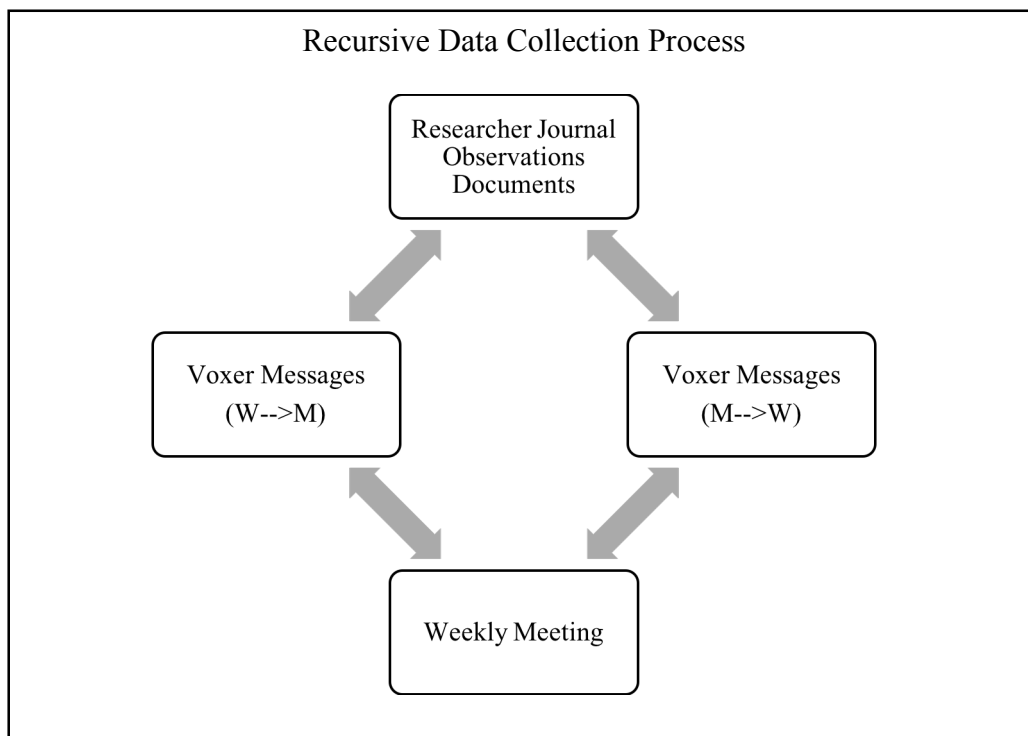 Recursive Data Collection Process
Researcher Journal
Observations
Documents
Voxer Messages
(W-->M)
Voxer Messages
(M-->W)
Weekly Meeting